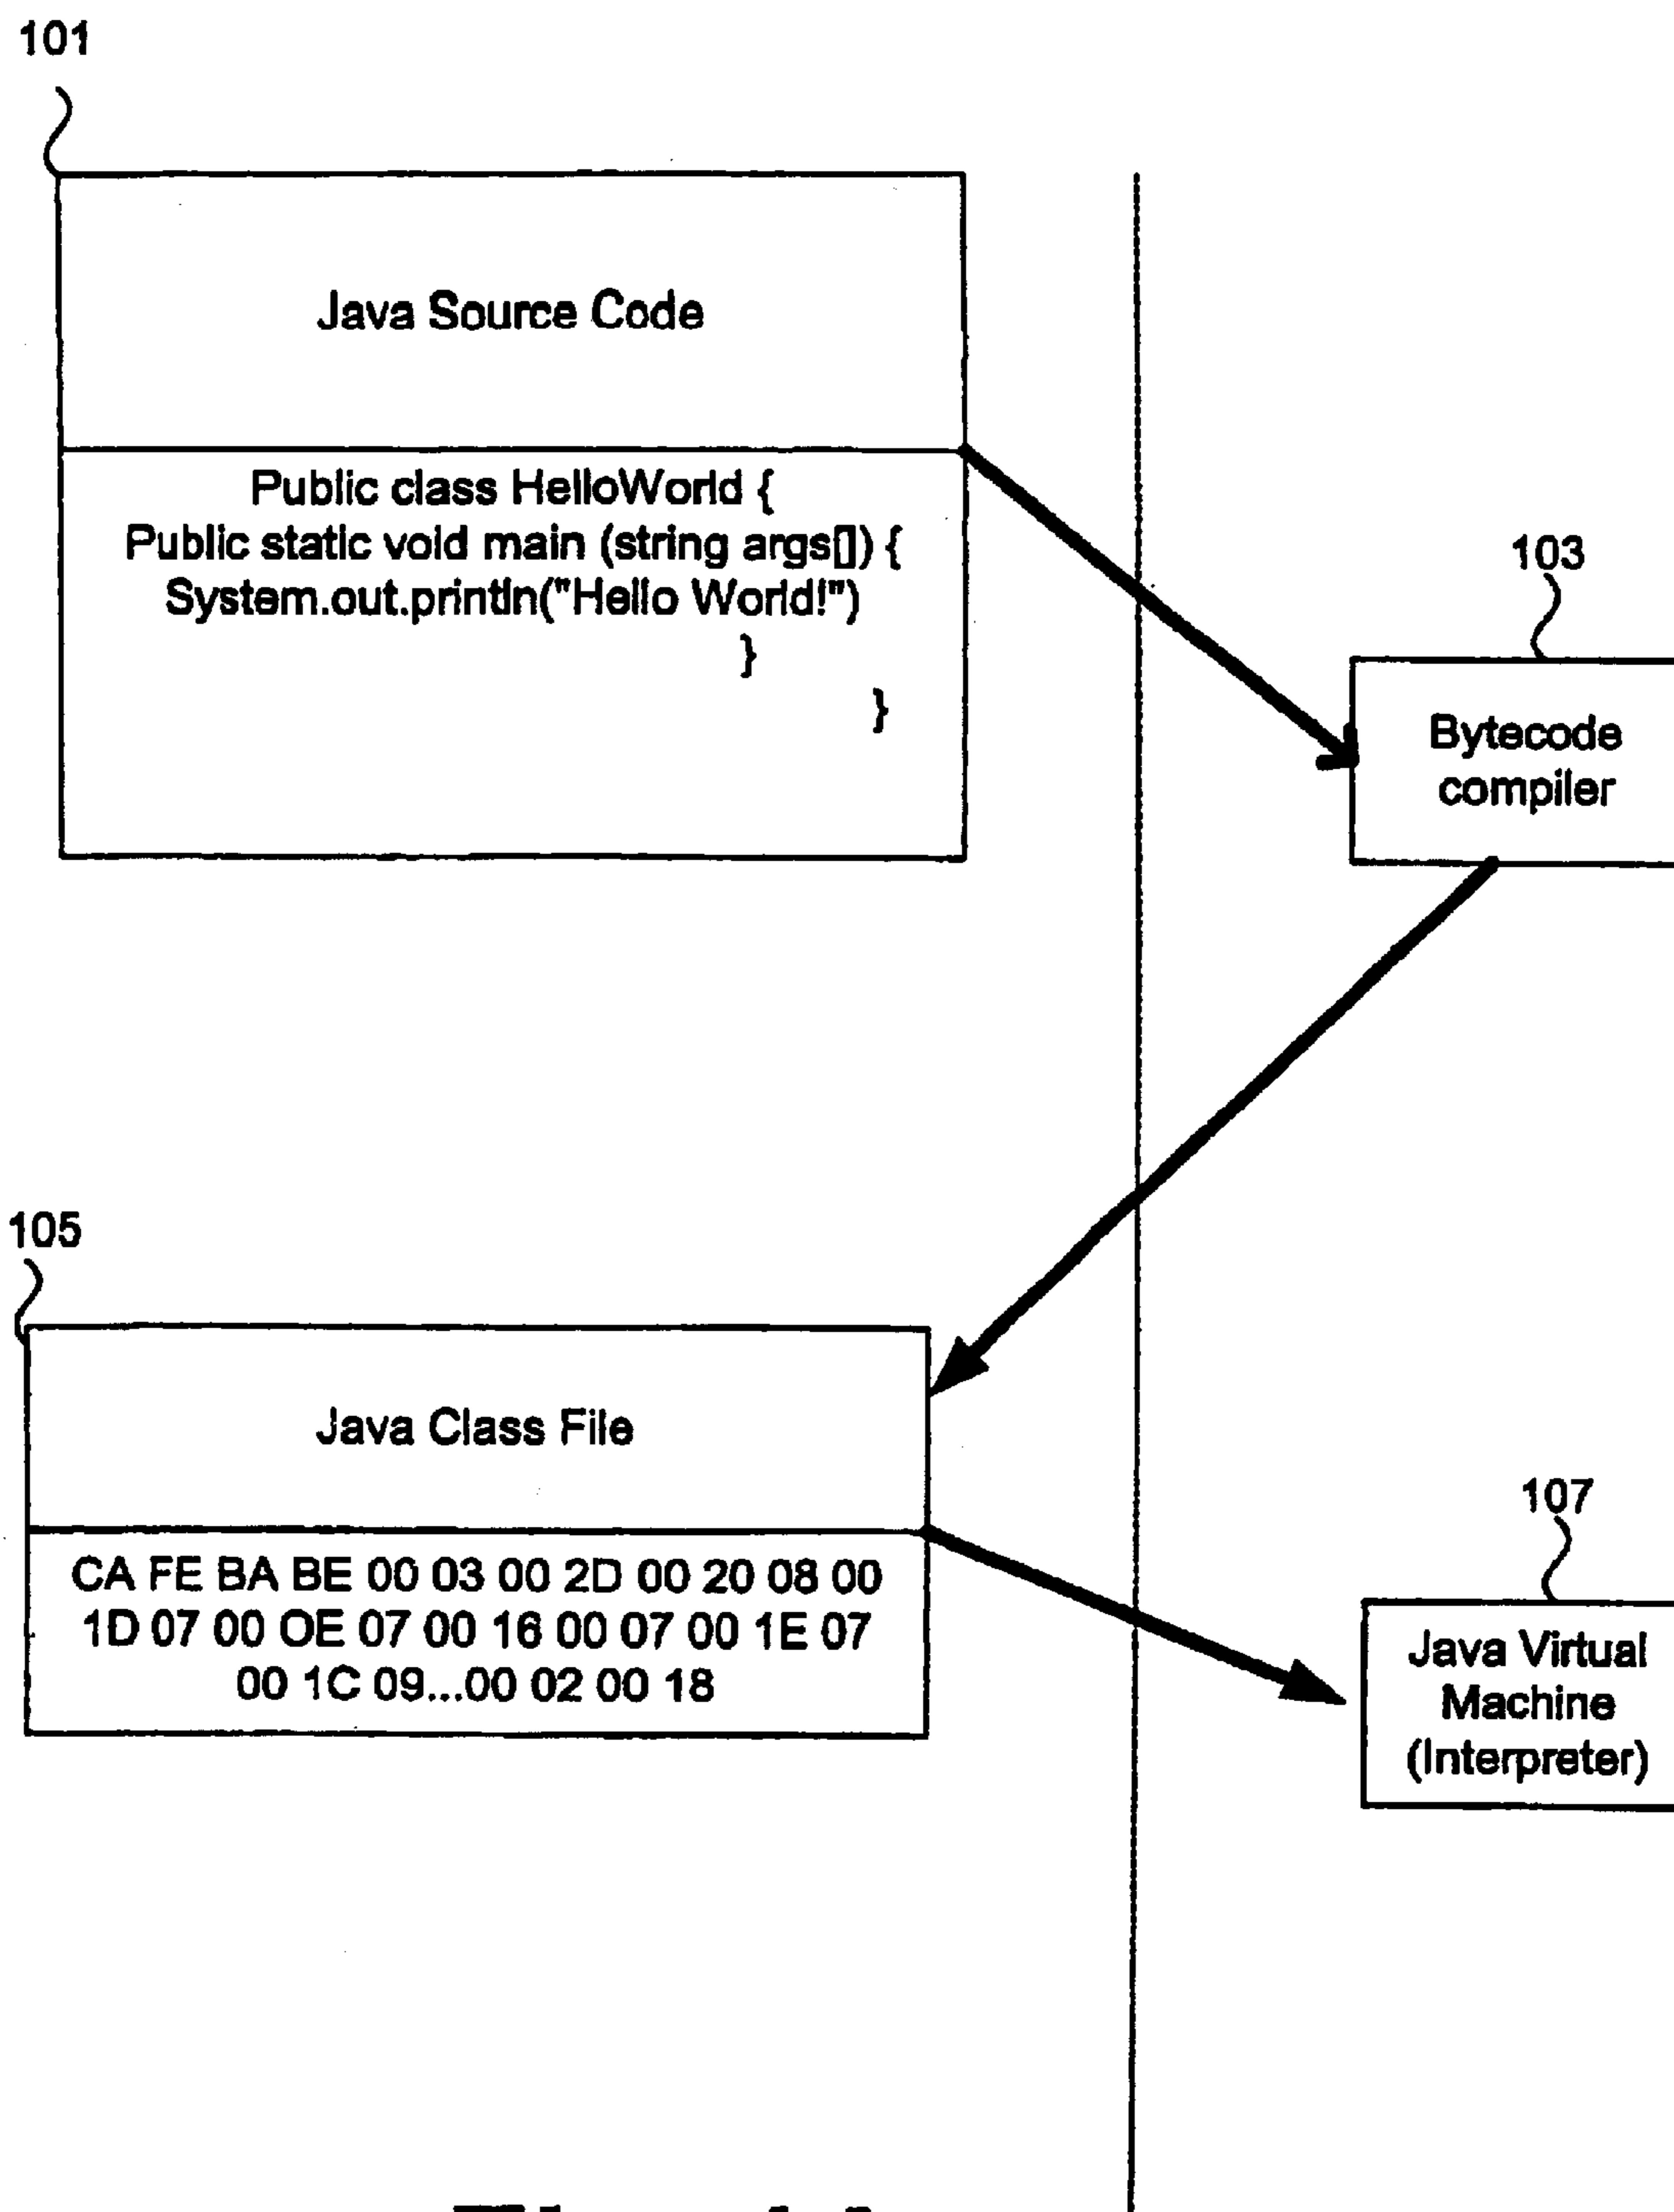 101
Java Source Code
Public class HelloWorld {
Public static void main (string args[]) {
System.out.println("Hello World!")
}
}
103
Bytecode
compiler
105
Java Class File
CA FE BA BE 00 03 00 2D 00 20 08 00
1D 07 00 OE 07 00 16 00 07 00 1E 07
00 1C 09...00 02 00 18
107
Java Virtual
Machine
(Interpreter)